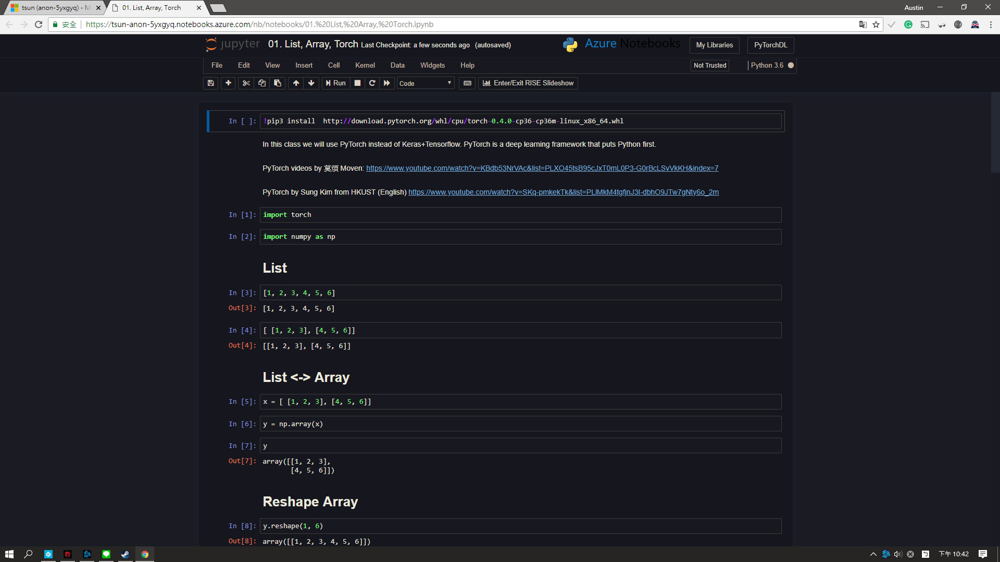 tsun (anon-5yxgyq) - M
01. List, Array, Torch
Austin
安全
https://tsun-anon-5yxgyq.notebooks.azure.com/nb/notebooks/01.%20List,%20Array,%20Torch.ipynb
jupyter 01. List, Array, Torch Last Checkpoint: a few seconds ago (autosaved)
Azure Notebooks My Libraries PyTorchDL
File Edit View Insert Cell Kernel Data Widgets Help
Not Trusted Python 3.6
Run Code Enter/Exit RISE Slideshow
In [ ]: !pip3 install  http://download.pytorch.org/whl/cpu/torch-0.4.0-cp36-cp36m-linux_x86_64.whl
In this class we will use PyTorch instead of Keras+Tensorflow. PyTorch is a deep learning framework that puts Python first.
PyTorch videos by 莫煩 Moven: https://www.youtube.com/watch?v=KBdb53NrVAc&list=PLXO45tsB95cJxT0mL0P3-G0rBcLSvVkKH&index=7
PyTorch by Sung Kim from HKUST (English) https://www.youtube.com/watch?v=SKq-pmkekTk&list=PLlMkM4tgfjnJ3I-dbhO9JTw7gNty6o_2m
In [1]: import torch
In [2]: import numpy as np
List
In [3]: [1, 2, 3, 4, 5, 6]
Out[3]: [1, 2, 3, 4, 5, 6]
In [4]: [ [1, 2, 3], [4, 5, 6]]
Out[4]: [[1, 2, 3], [4, 5, 6]]
List <-> Array
In [5]: x = [ [1, 2, 3], [4, 5, 6]]
In [6]: y = np.array(x)
In [7]: y
Out[7]: array([[1, 2, 3],
[4, 5, 6]])
Reshape Array
In [8]: y.reshape(1, 6)
Out[8]: array([[1, 2, 3, 4, 5, 6]])
下午 10:42